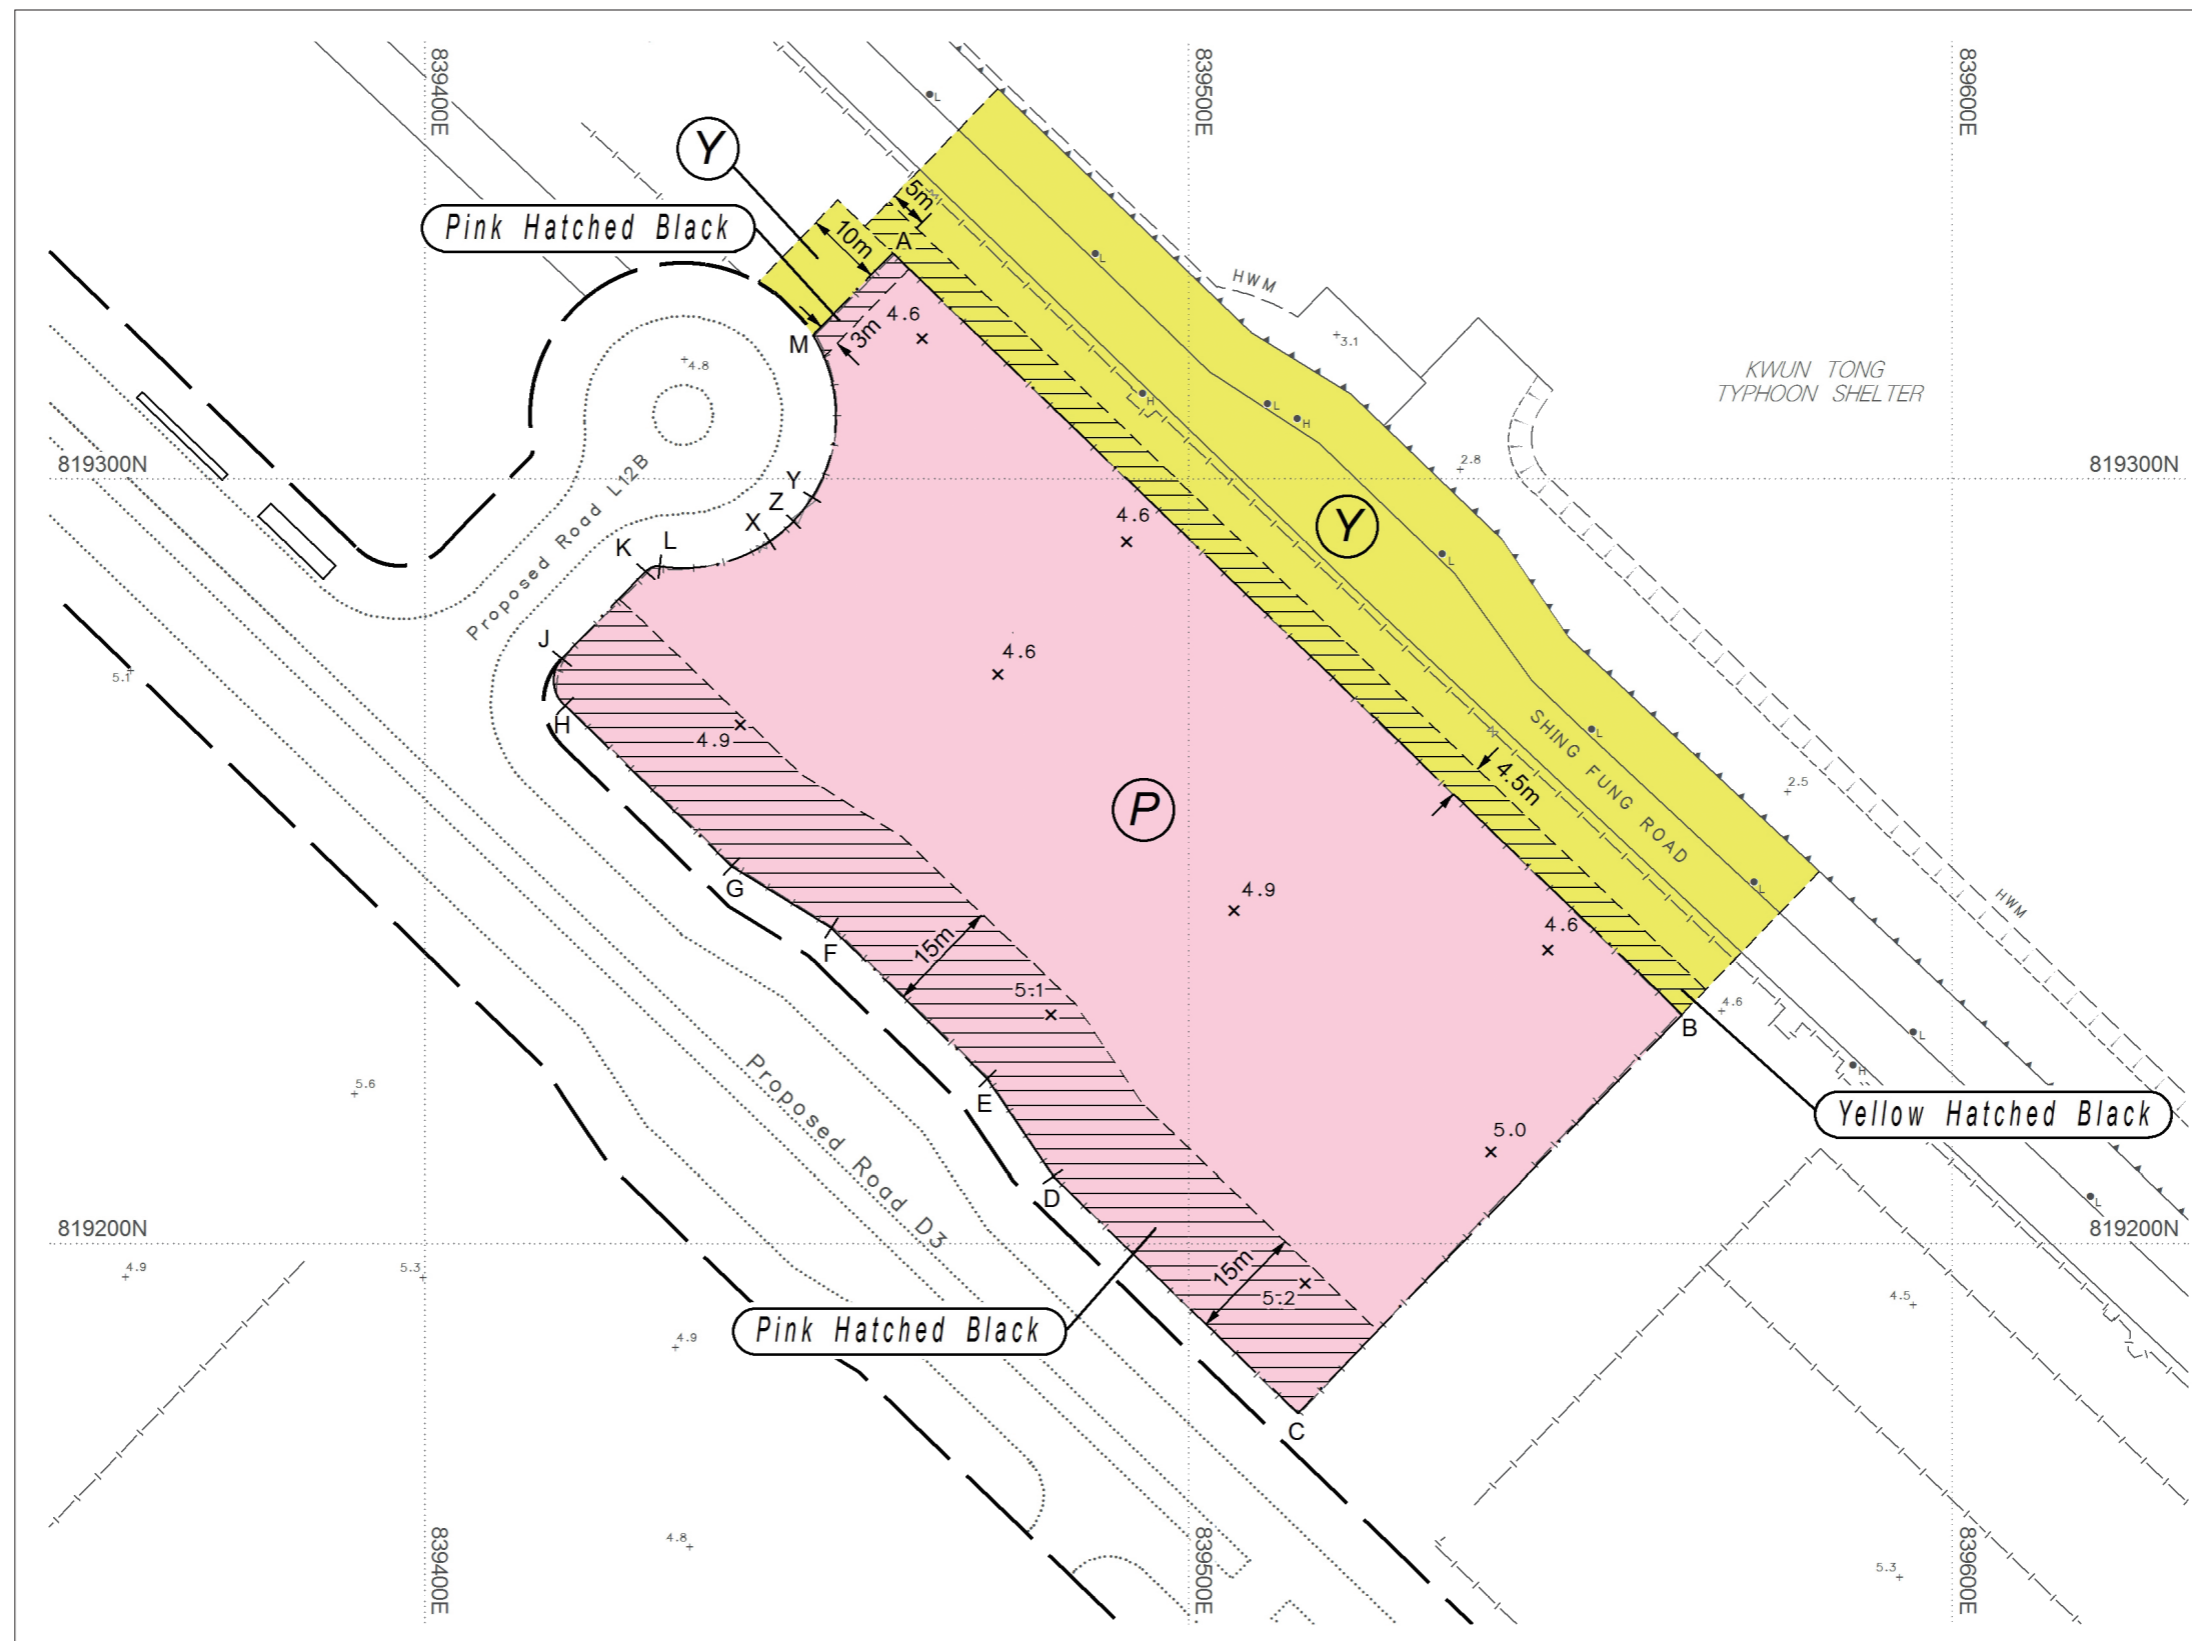 839400E
839500E
839600E
L
Y
Pink Hatched Black
5m
10m
A
L
HWM
4.6
3m
M
3.1
4.8
H
L
H
KWUN TONG
TYPHOON SHELTER
819300N
2.8
819300N
Y
Z
X
4.6
Y
L
K
L
Proposed Road L12B
J
4.6
5.1
H
4.9
SHING FUNG ROAD
L
4.5m
2.5
P
G
4.9
L
HWM
F
15m
4.6
5.1
4.6
B
L
H
5.6
E
Proposed Road D3
5.0
Yellow Hatched Black
D
L
819200N
819200N
4.9
5.3
15m
5.2
4.5
Pink Hatched Black
4.9
C
4.8
5.3
839400E
839500E
839600E